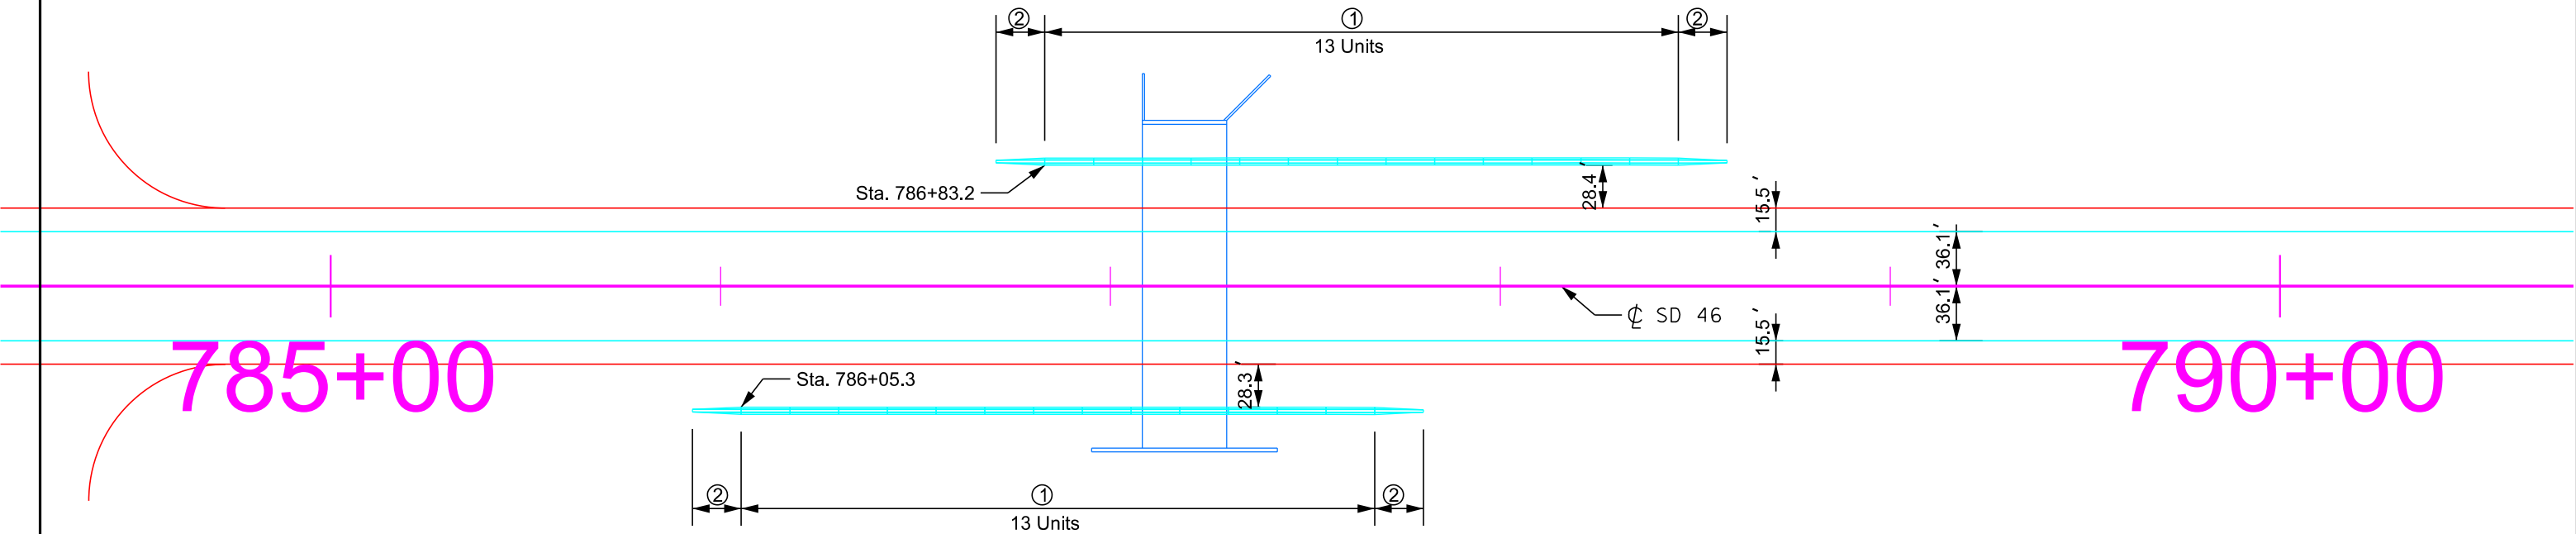 ② ① ②
13 Units
Sta. 786+83.2
28.4'
15.5 '
36.1'
36.1'
℄ SD 46
15.5 '
785+00
790+00
Sta. 786+05.3
28.3 '
② ① ②
13 Units